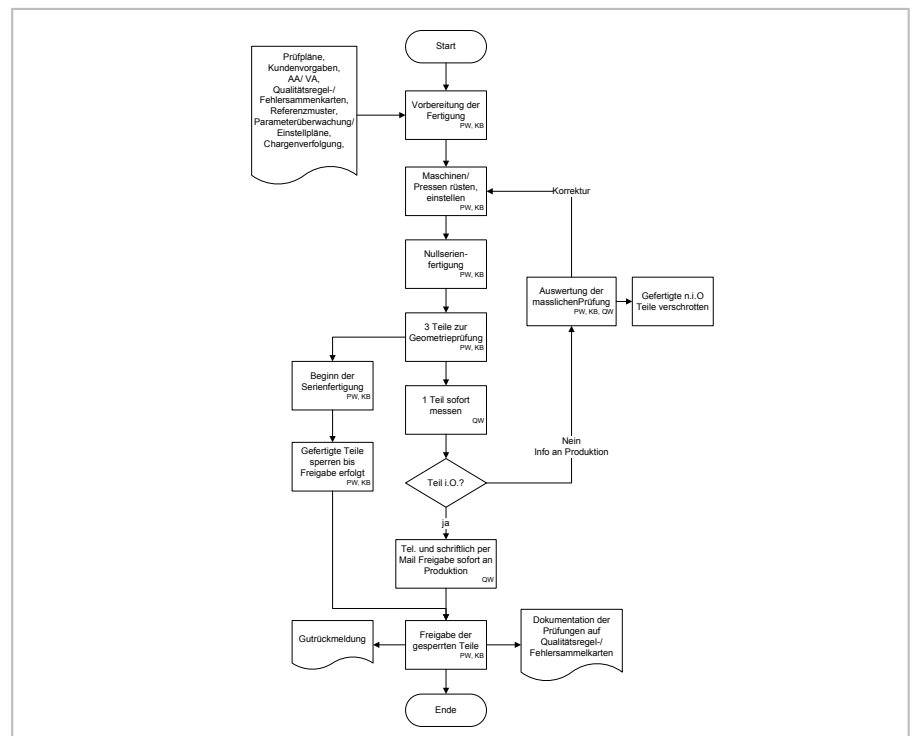 Start
Prüfpläne,
Kundenvorgaben,
AA/ VA,
Qualitätsregel-/
Fehlersammenkarten,
Referenzmuster,
Parameterüberwachung/
Einstellpläne,
Chargenverfolgung,
Vorbereitung der
Fertigung
PW, KB
Maschinen/
Pressen rüsten,
einstellen
PW, KB
Korrektur
Nullserien-
fertigung
PW, KB
Auswertung der
masslichenPrüfung
PW, KB, QW
Gefertigte n.i.O
Teile verschrotten
3 Teile zur
Geometrieprüfung
PW, KB
Beginn der
Serienfertigung
PW, KB
1 Teil sofort
messen
QW
Nein
Info an Produktion
Gefertigte Teile
sperren bis
Freigabe erfolgt
PW, KB
Teil i.O.?
ja
Tel. und schriftlich per
Mail Freigabe sofort an
Produktion
QW
Gutrückmeldung
Freigabe der
gesperrten Teile
PW, KB
Dokumentation der
Prüfungen auf
Qualitätsregel-/
Fehlersammelkarten
Ende